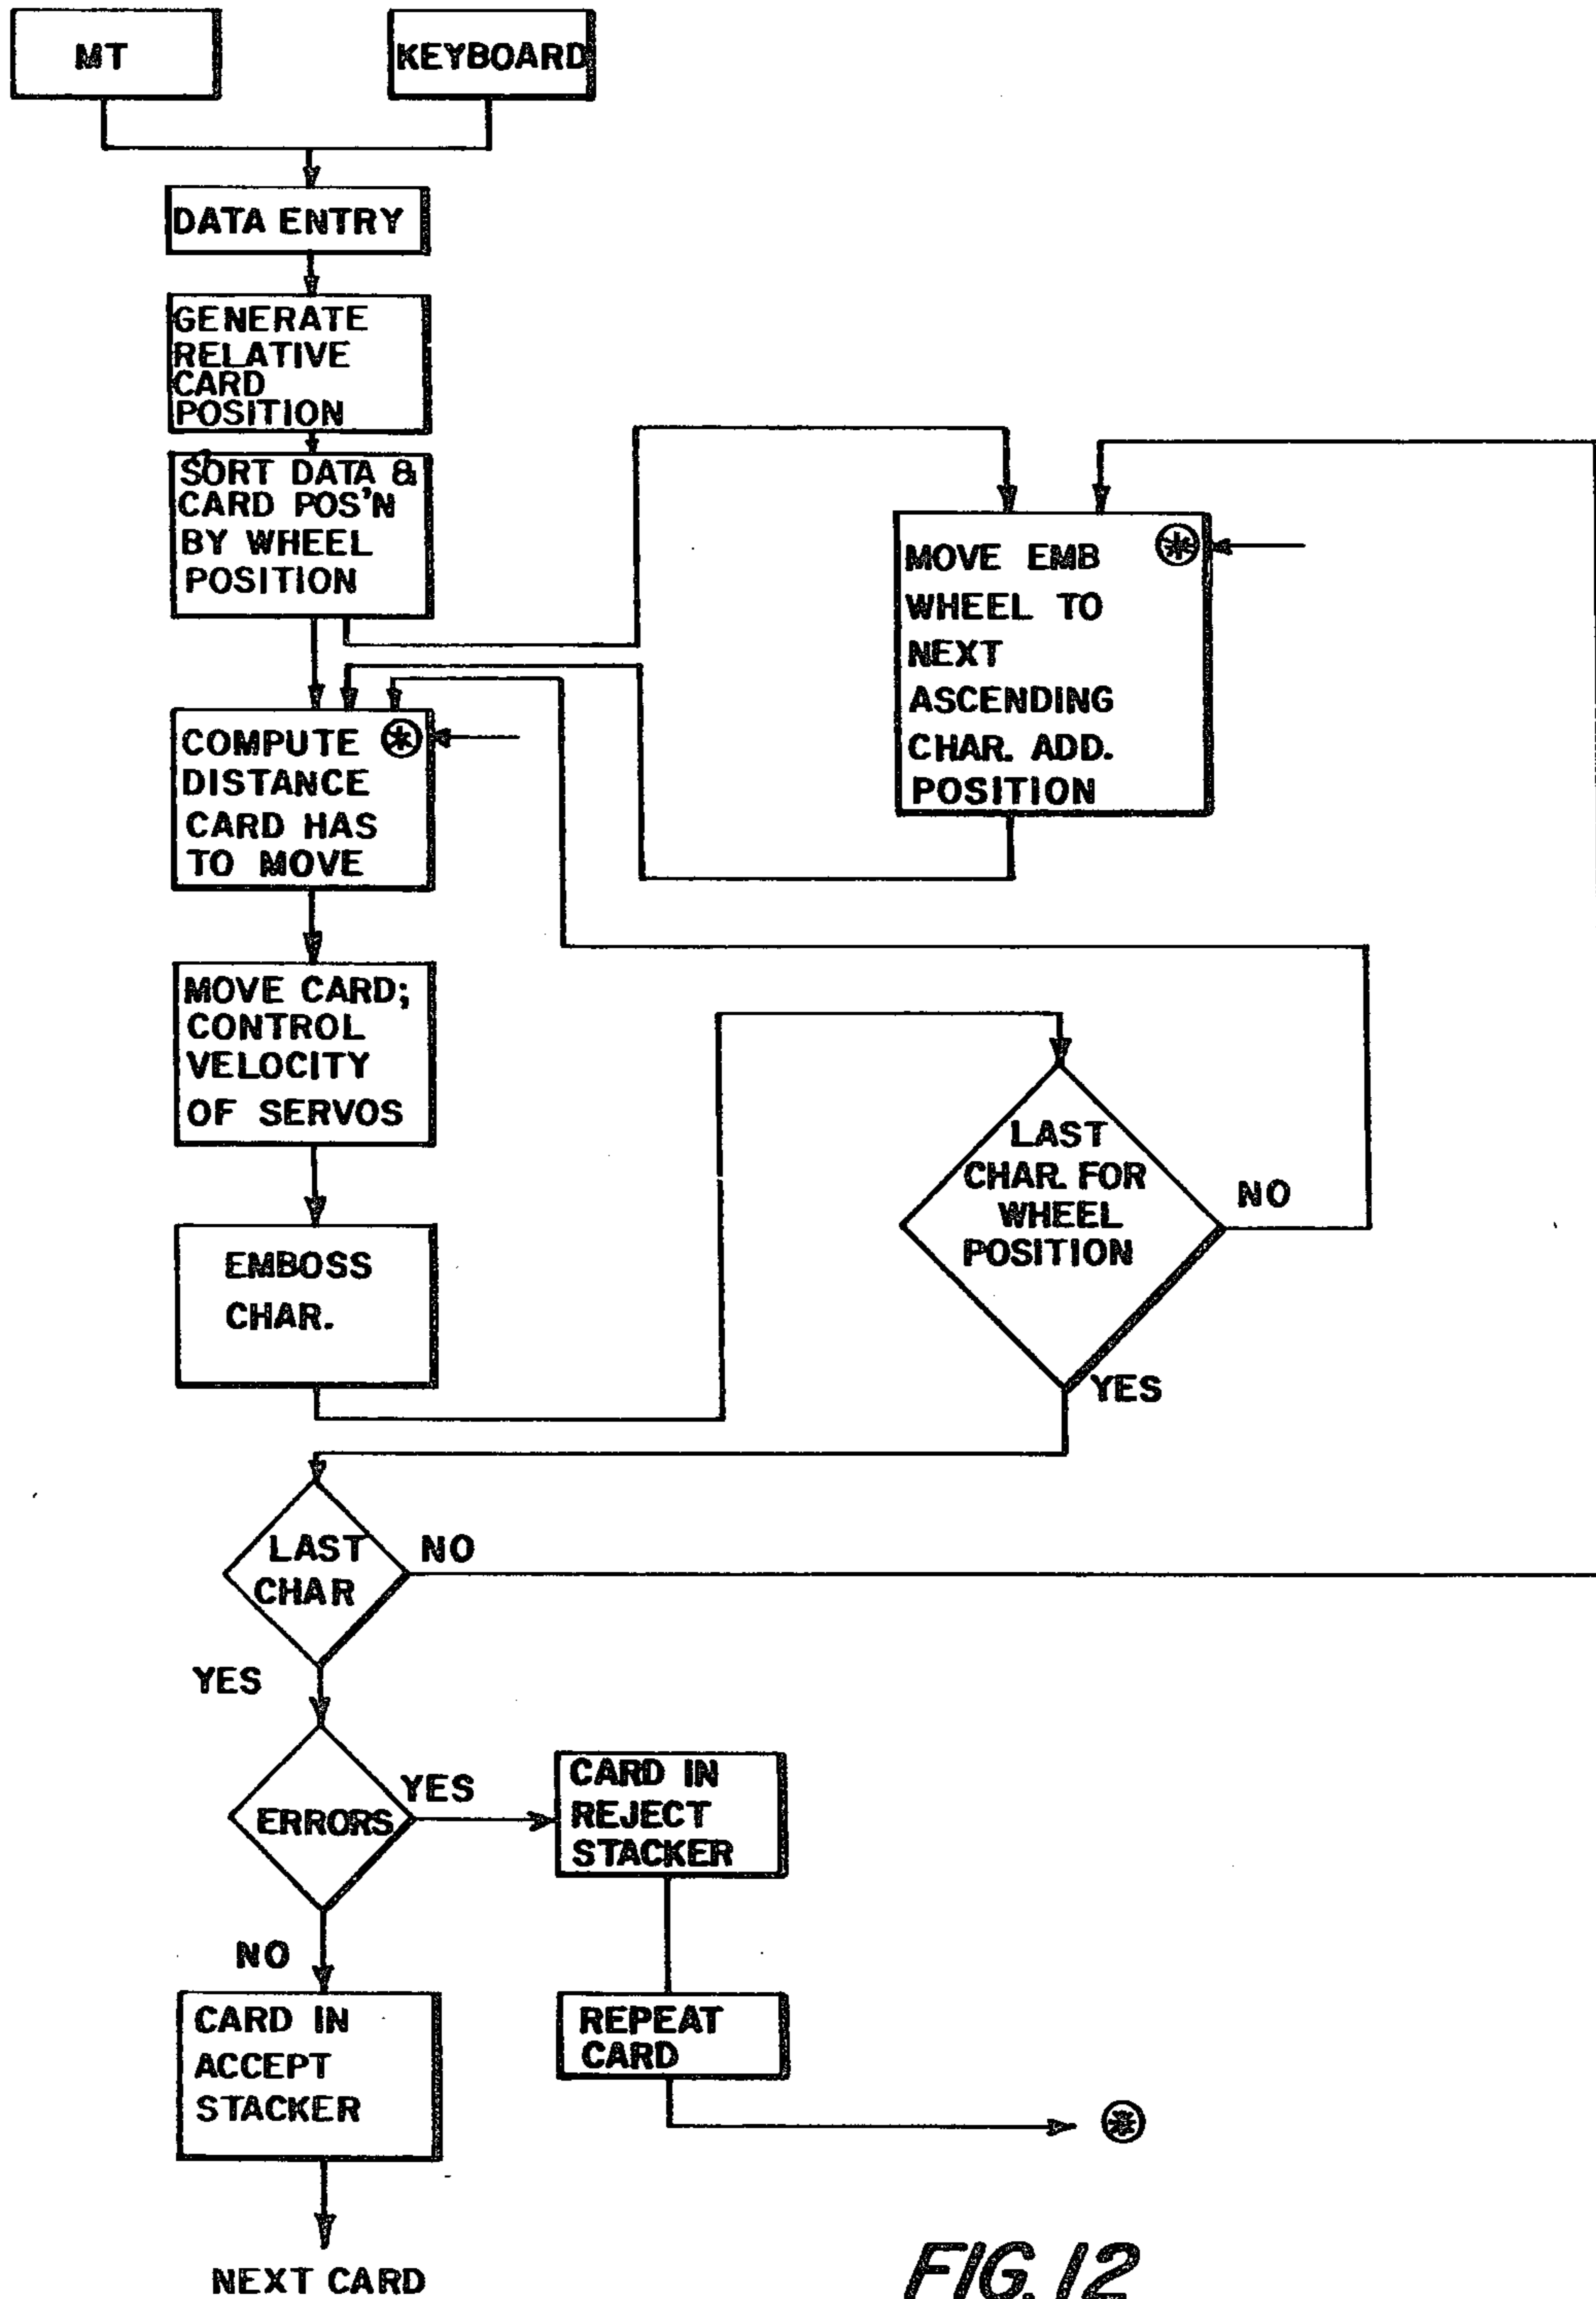 MT
KEYBOARD
DATA ENTRY
GENERATE
RELATIVE
CARD
POSITION
SORT DATA &
CARD POS'N
BY WHEEL
POSITION
MOVE EMB
WHEEL TO
NEXT
ASCENDING
CHAR. ADD.
POSITION
COMPUTE
DISTANCE
CARD HAS
TO MOVE
MOVE CARD;
CONTROL
VELOCITY
OF SERVOS
LAST
CHAR. FOR
WHEEL
POSITION
NO
YES
EMBOSS
CHAR.
LAST
CHAR
NO
YES
ERRORS
YES
NO
CARD IN
REJECT
STACKER
CARD IN
ACCEPT
STACKER
REPEAT
CARD
NEXT CARD
FIG. 12